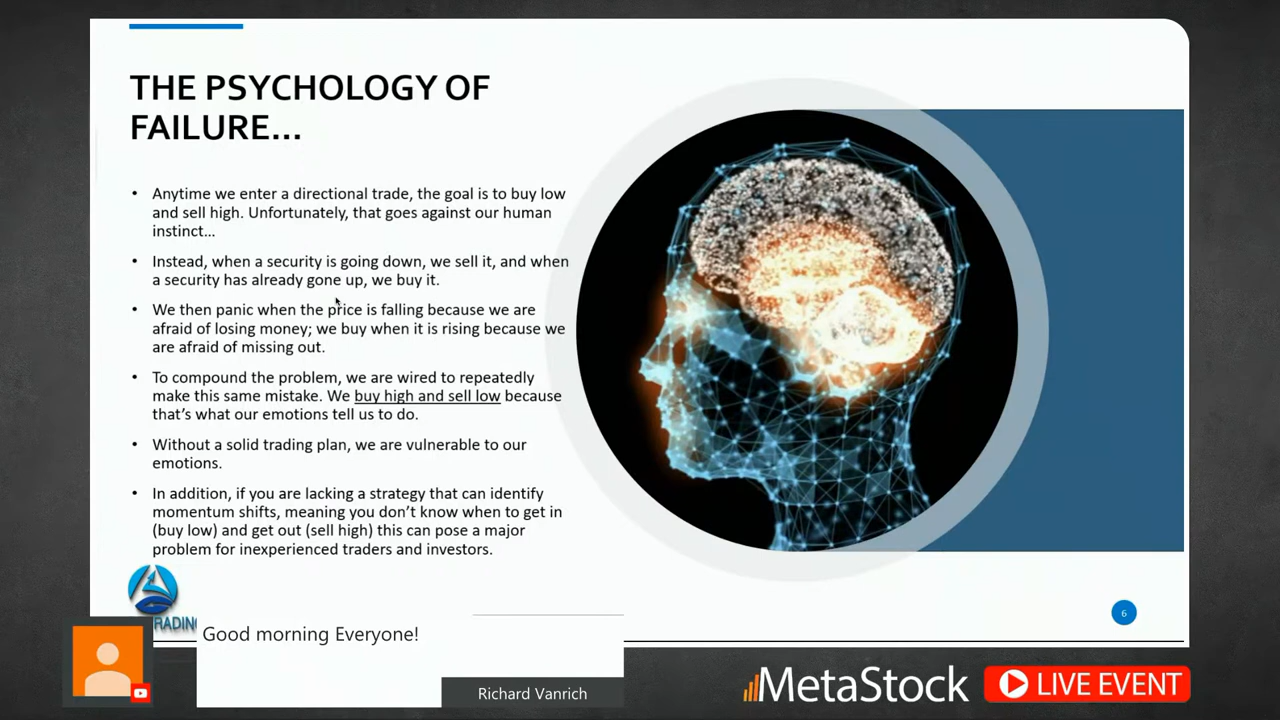 THE PSYCHOLOGY OF
FAILURE...
• Anytime we enter a directional trade, the goal is to buy low
and sell high. Unfortunately, that goes against our human
instinct...
• Instead, when a security is going down, we sell it, and when
a security has already gone up, we buy it.
• We then panic when the price is falling because we are
afraid of losing money; we buy when it is rising because we
are afraid of missing out.
• To compound the problem, we are wired to repeatedly
make this same mistake. We buy high and sell low because
that's what our emotions tell us to do.
• Without a solid trading plan, we are vulnerable to our
emotions.
• In addition, if you are lacking a strategy that can identify
momentum shifts, meaning you don't know when to get in
(buy low) and get out (sell high) this can pose a major
problem for inexperienced traders and investors.
6
Good morning Everyone!
Richard Vanrich
MetaStock
LIVE EVENT